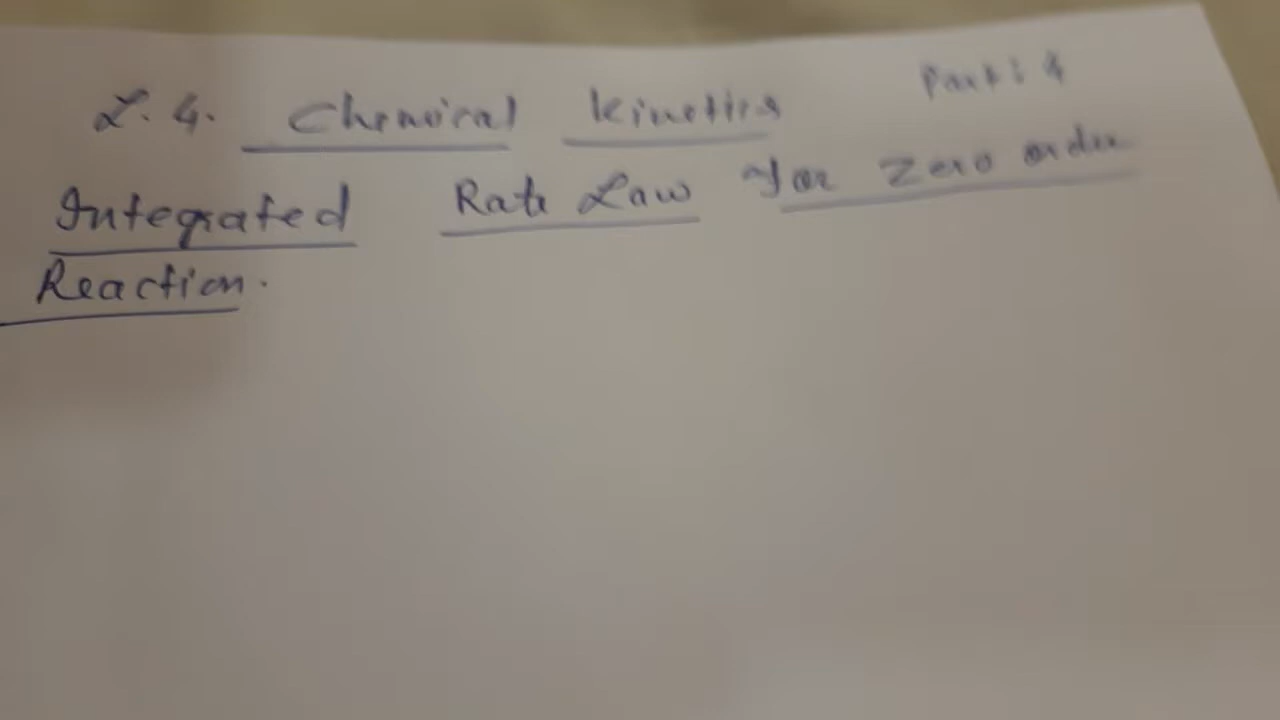 L. 4. Chemical kinetics Part: 4
Integrated Rate Law for Zero order
Reaction.